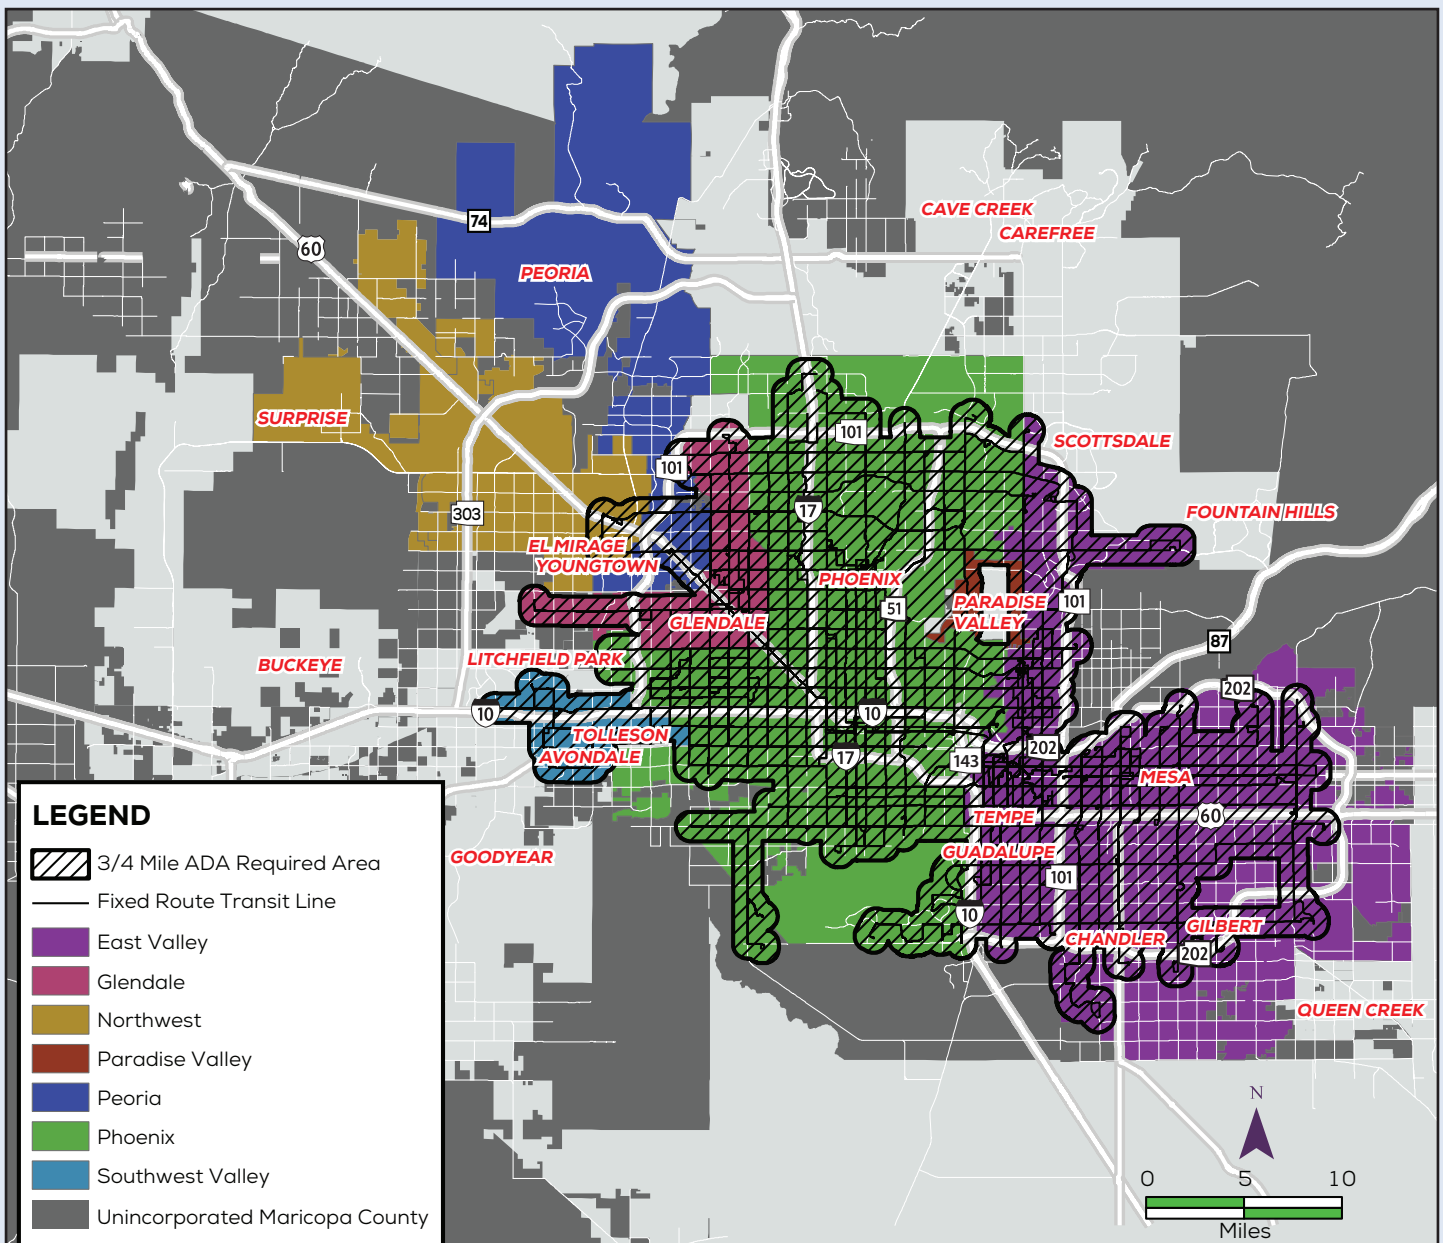 74
60
CAVE CREEK
CAREFREE
PEORIA
SURPRISE
101
SCOTTSDALE
101
303
17
FOUNTAIN HILLS
EL MIRAGE
YOUNGTOWN
PHOENIX
51
PARADISE
VALLEY
101
GLENDALE
87
BUCKEYE
LITCHFIELD PARK
202
10
10
TOLLESON
AVONDALE
17
143
202
MESA
TEMPE
60
GUADALUPE
GOODYEAR
101
10
CHANDLER
GILBERT
202
QUEEN CREEK
LEGEND
3/4 Mile ADA Required Area
Fixed Route Transit Line
East Valley
Glendale
Northwest
Paradise Valley
Peoria
Phoenix
Southwest Valley
Unincorporated Maricopa County
N
0 5 10
Miles